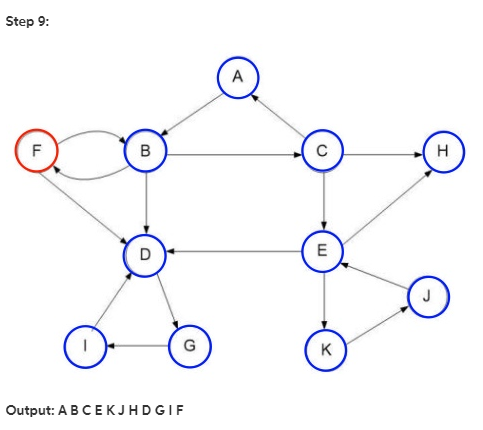 Step 9:
A
F B C H
D E
J
I G K
Output: A B C E K J H D G I F